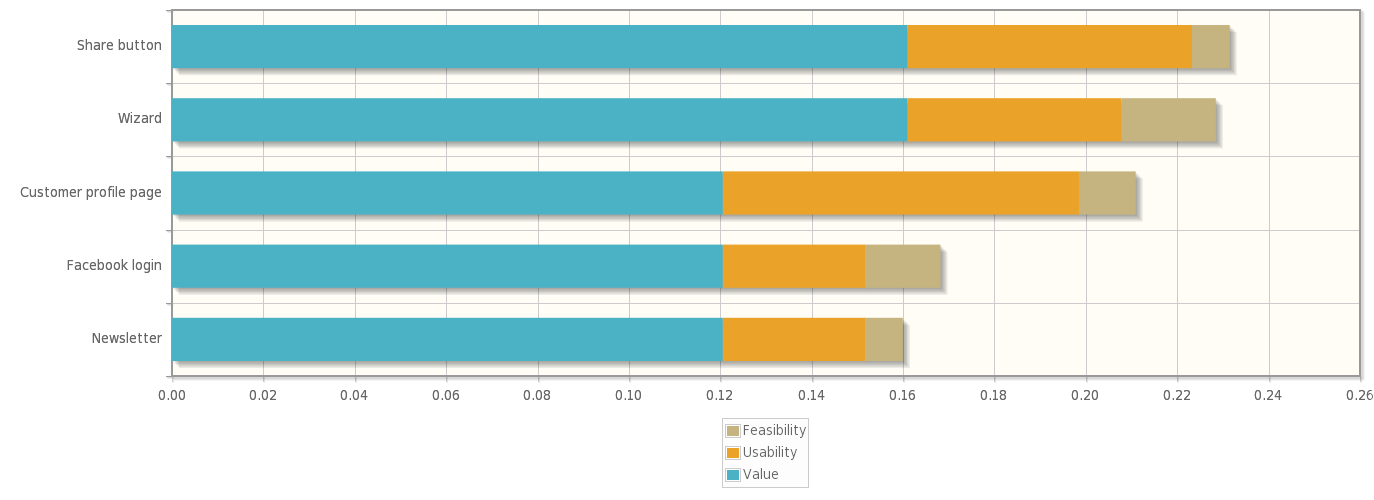 Share button
Wizard
Customer profile page
Facebook login
Newsletter
0.00 0.02 0.04 0.06 0.08 0.10 0.12 0.14 0.16 0.18 0.20 0.22 0.24 0.26
Feasibility
Usability
Value